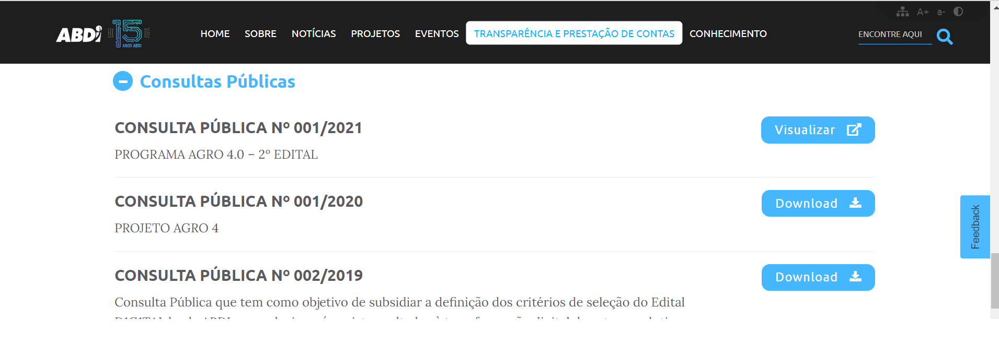 A+ a-
ABDi 15 ANOS ABDI
HOME SOBRE NOTÍCIAS PROJETOS EVENTOS TRANSPARÊNCIA E PRESTAÇÃO DE CONTAS CONHECIMENTO ENCONTRE AQUI
Consultas Públicas
CONSULTA PÚBLICA Nº 001/2021
Visualizar
PROGRAMA AGRO 4.0 – 2º EDITAL
CONSULTA PÚBLICA Nº 001/2020
Download
PROJETO AGRO 4
Feedback
CONSULTA PÚBLICA Nº 002/2019
Download
Consulta Pública que tem como objetivo de subsidiar a definição dos critérios de seleção do Edital